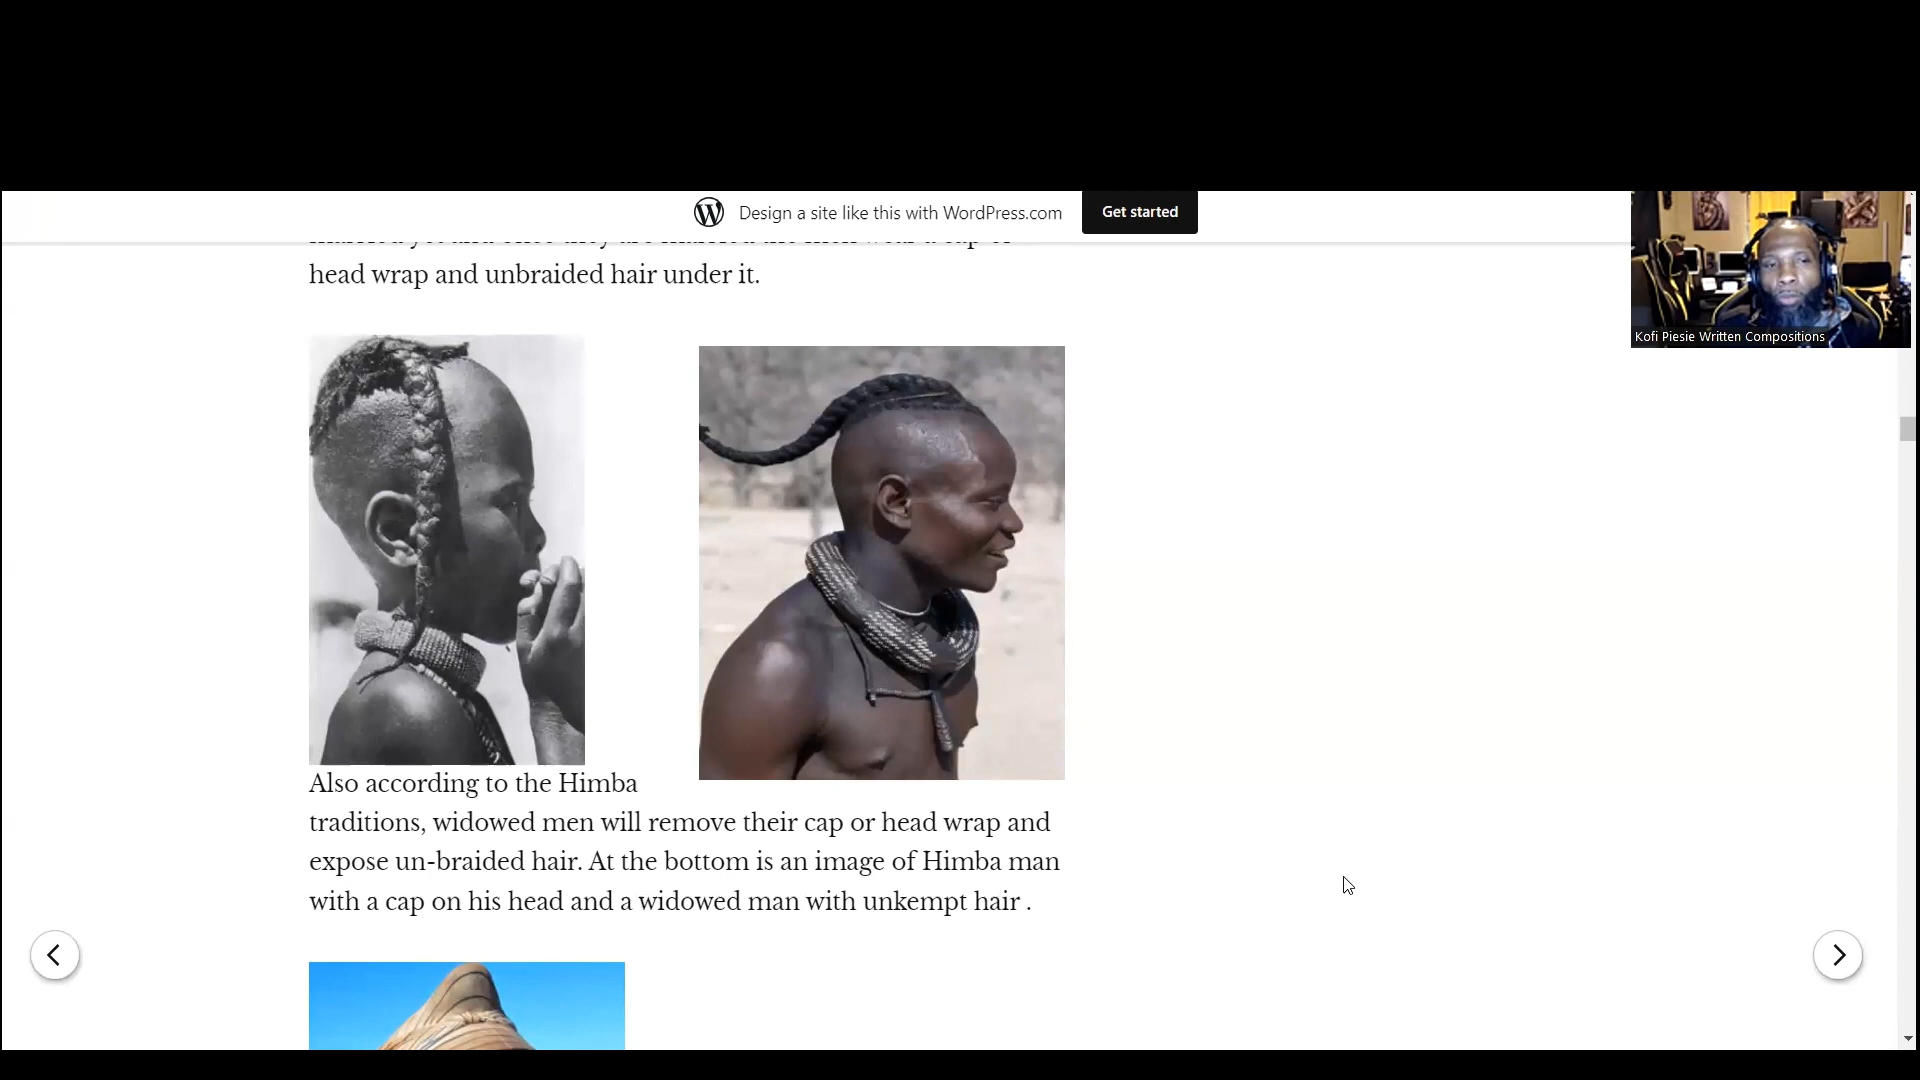 Design a site like this with WordPress.com
Get started
head wrap and unbraided hair under it.
Kofi Piesie Written Compositions
Also according to the Himba
traditions, widowed men will remove their cap or head wrap and
expose un-braided hair. At the bottom is an image of Himba man
with a cap on his head and a widowed man with unkempt hair .